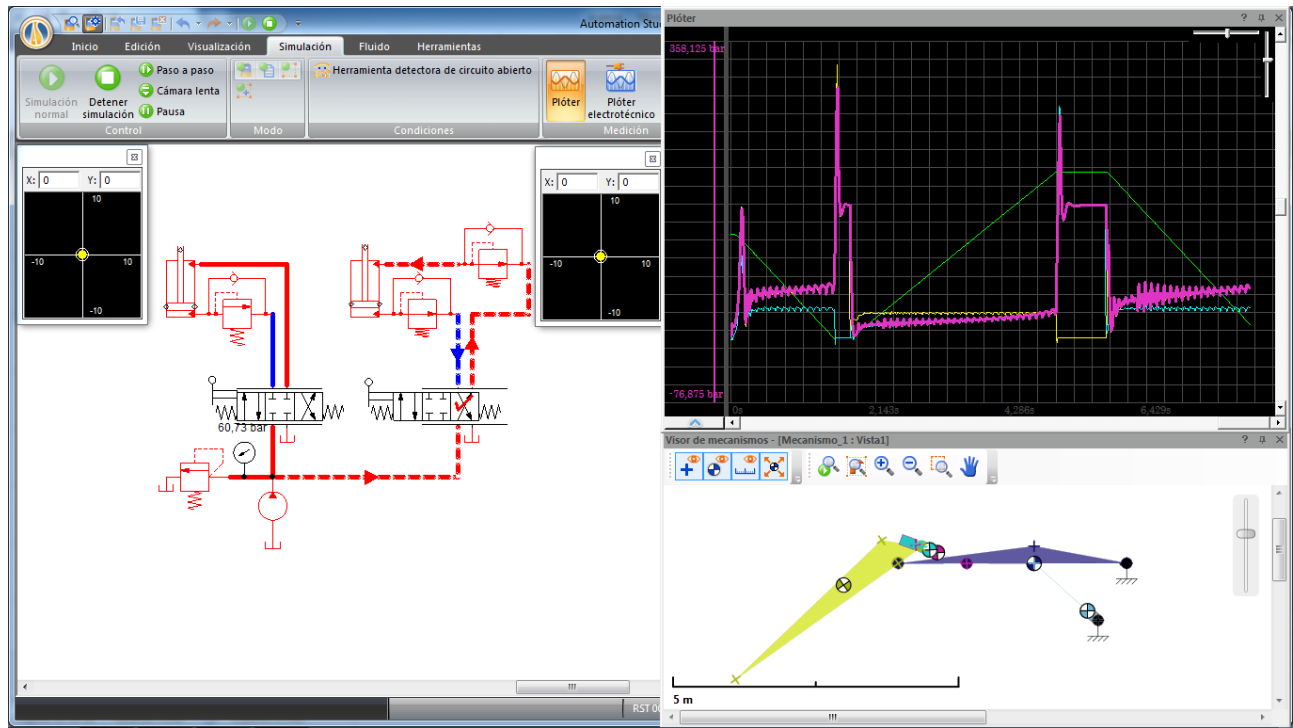 Automation Stu
Inicio Edición Visualización Simulación Fluido Herramientas
Simulación normal
Detener simulación
Paso a paso
Cámara lenta
Pausa
Control
Modo
Herramienta detectora de circuito abierto
Condiciones
Plóter
Plóter electrotécnico
Medición
X: 0 Y: 0
10
-10 10
-10
X: 0 Y: 0
10
-10 10
-10
60,73 bar
RST 00
Plóter
358,125 bar
-76,875 bar
0s 2,143s 4,286s 6,429s
Visor de mecanismos - [Mecanismo_1 : Vista1]
5 m